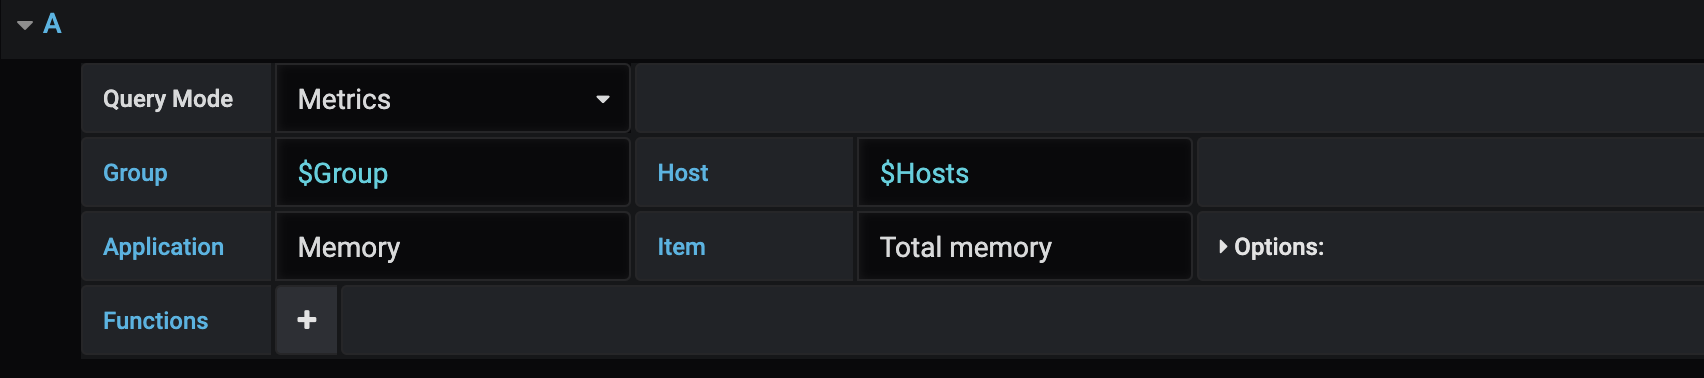 A
Query Mode Metrics
Group $Group Host $Hosts
Application Memory Item Total memory Options:
Functions +